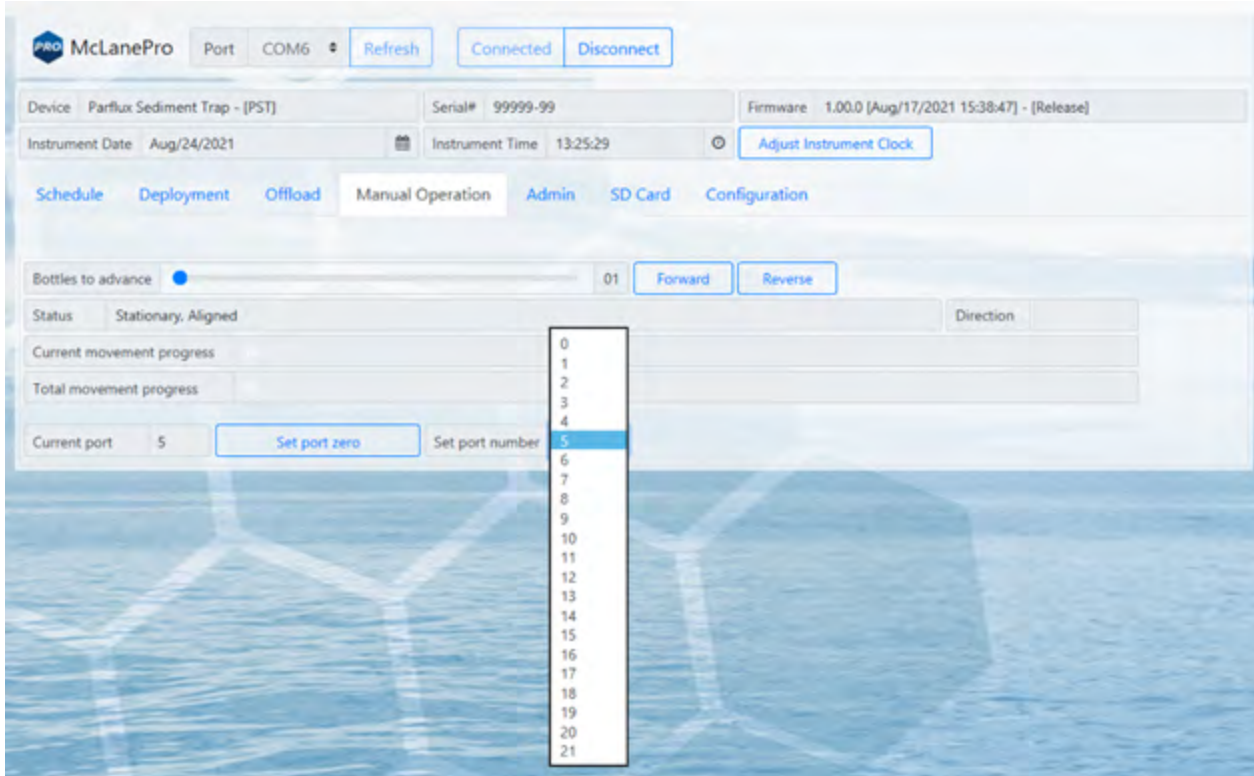 PRO McLanePro Port COM6 Refresh Connected Disconnect
Device Parflux Sediment Trap - [PST] Serial# 99999-99 Firmware 1.00.0 [Aug/17/2021 15:38:47] - [Release]
Instrument Date Aug/24/2021 Instrument Time 13:25:29 Adjust Instrument Clock
Schedule Deployment Offload Manual Operation Admin SD Card Configuration
Bottles to advance 01 Forward Reverse
Status Stationary, Aligned Direction
Current movement progress
Total movement progress
Current port 5 Set port zero Set port number
0
1
2
3
4
5
6
7
8
9
10
11
12
13
14
15
16
17
18
19
20
21